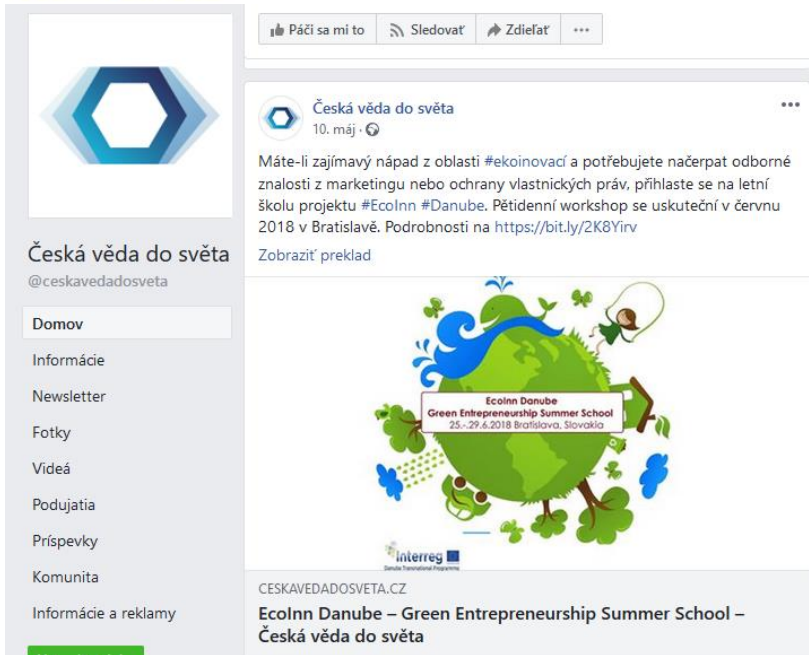 Páči sa mi to
Sledovať
Zdieľať
Česká věda do světa
@ceskavedadosveta
Domov
Informácie
Newsletter
Fotky
Videá
Podujatia
Príspevky
Komunita
Informácie a reklamy
Česká věda do světa
10. máj ·
Máte-li zajímavý nápad z oblasti #ekoinovací a potřebujete načerpat odborné
znalosti z marketingu nebo ochrany vlastnických práv, přihlaste se na letní
školu projektu #EcoInn #Danube. Pětidenní workshop se uskuteční v červnu
2018 v Bratislavě. Podrobnosti na https://bit.ly/2K8Yirv
Zobraziť preklad
EcoInn Danube
Green Entrepreneurship Summer School
25.-.29.6.2018 Bratislava, Slovakia
Interreg
Danube Transnational Programme
CESKAVEDADOSVETA.CZ
EcoInn Danube – Green Entrepreneurship Summer School –
Česká věda do světa